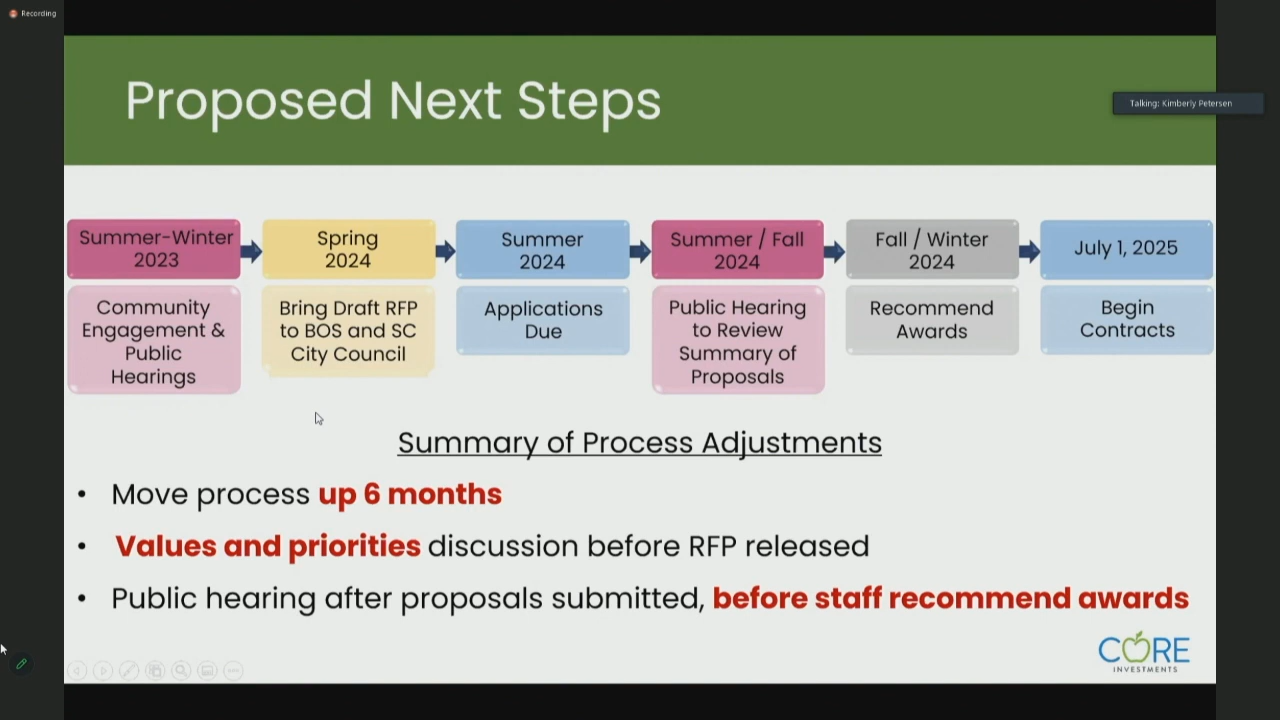 Recording
Proposed Next Steps
Talking: Kimberly Petersen
Summer-Winter
2023
Spring
2024
Summer
2024
Summer / Fall
2024
Fall / Winter
2024
July 1, 2025
Community
Engagement &
Public
Hearings
Bring Draft RFP
to BOS and SC
City Council
Applications
Due
Public Hearing
to Review
Summary of
Proposals
Recommend
Awards
Begin
Contracts
Summary of Process Adjustments
• Move process up 6 months
• Values and priorities discussion before RFP released
• Public hearing after proposals submitted, before staff recommend awards
CORE
INVESTMENTS